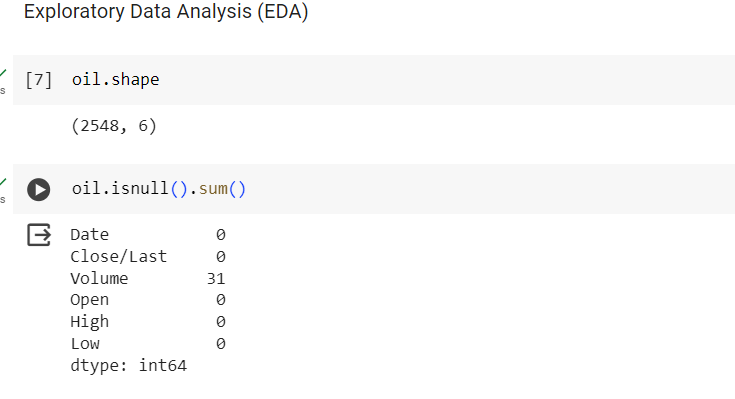 Exploratory Data Analysis (EDA)
[7] oil.shape
s
(2548, 6)
oil.isnull().sum()
s
Date 0
Close/Last 0
Volume 31
Open 0
High 0
Low 0
dtype: int64